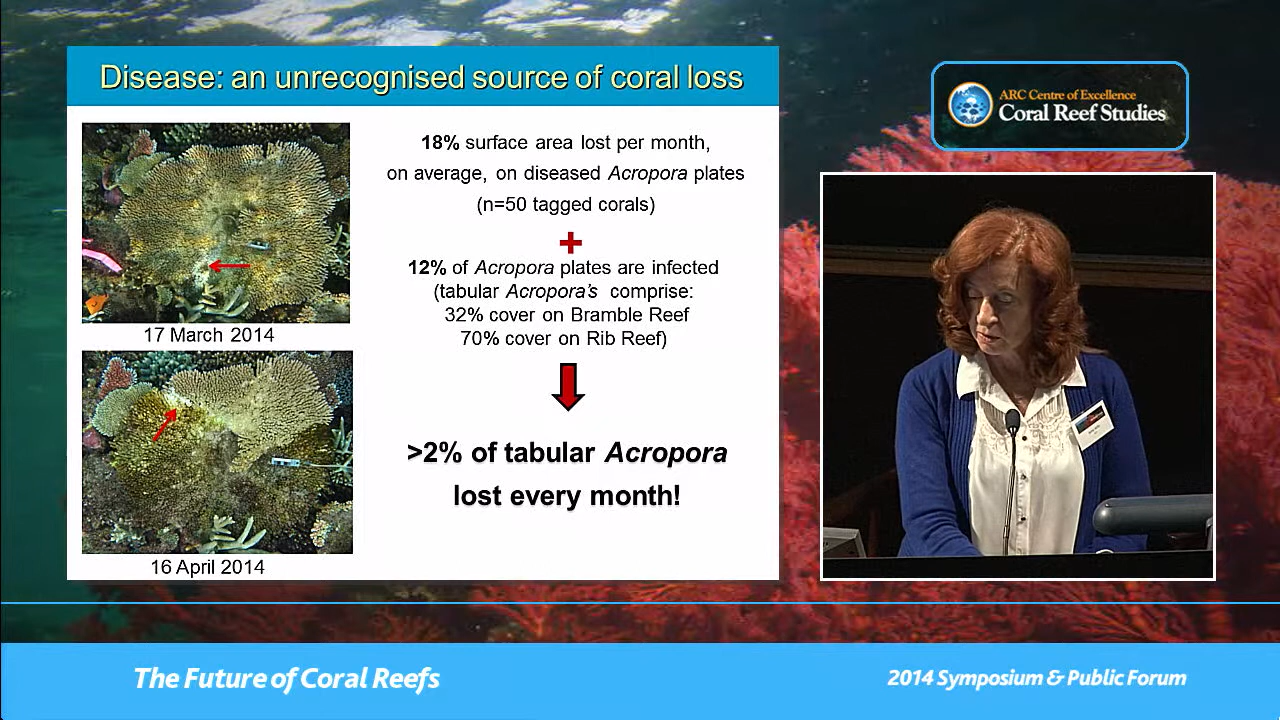 Disease: an unrecognised source of coral loss
17 March 2014
16 April 2014
18% surface area lost per month,
on average, on diseased Acropora plates
(n=50 tagged corals)
+
12% of Acropora plates are infected
(tabular Acropora's comprise:
32% cover on Bramble Reef
70% cover on Rib Reef)
>2% of tabular Acropora
lost every month!
ARC Centre of Excellence
Coral Reef Studies
The Future of Coral Reefs
2014 Symposium & Public Forum